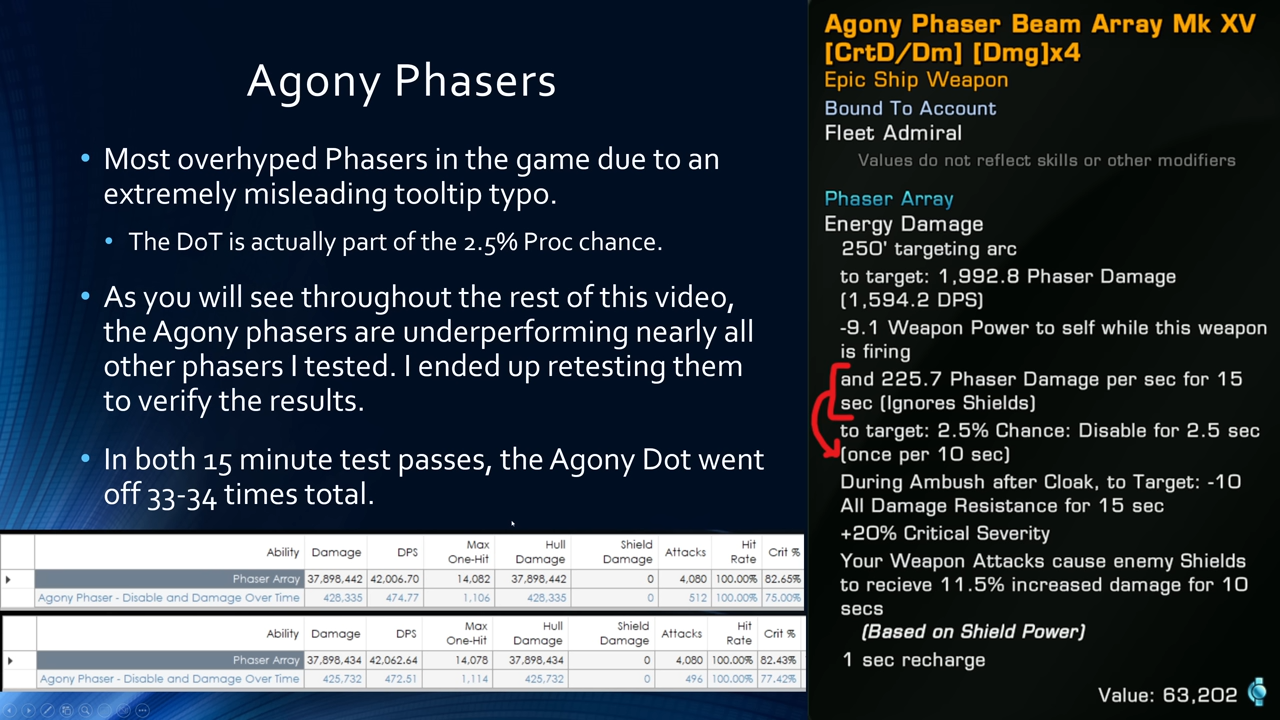 Agony Phasers
• Most overhyped Phasers in the game due to an
extremely misleading tooltip typo.
• The DoT is actually part of the 2.5% Proc chance.
• As you will see throughout the rest of this video,
the Agony phasers are underperforming nearly all
other phasers I tested. I ended up retesting them
to verify the results.
• In both 15 minute test passes, the Agony Dot went
off 33-34 times total.
Ability Damage DPS Max One-Hit Hull Damage Shield Damage Attacks Hit Rate Crit %
Phaser Array 37,898,442 42,006.70 14,082 37,898,442 0 4,080 100.00% 82.65%
Agony Phaser - Disable and Damage Over Time 428,335 474.77 1,106 428,335 0 512 100.00% 75.00%
Ability Damage DPS Max One-Hit Hull Damage Shield Damage Attacks Hit Rate Crit %
Phaser Array 37,898,434 42,062.64 14,078 37,898,434 0 4,080 100.00% 82.43%
Agony Phaser - Disable and Damage Over Time 425,732 472.51 1,114 425,732 0 496 100.00% 77.42%
Agony Phaser Beam Array Mk XV
[CrtD/Dm] [Dmg]x4
Epic Ship Weapon
Bound To Account
Fleet Admiral
Values do not reflect skills or other modifiers
Phaser Array
Energy Damage
250' targeting arc
to target: 1,992.8 Phaser Damage
(1,594.2 DPS)
-9.1 Weapon Power to self while this weapon
is firing
and 225.7 Phaser Damage per sec for 15
sec (Ignores Shields)
to target: 2.5% Chance: Disable for 2.5 sec
(once per 10 sec)
During Ambush after Cloak, to Target: -10
All Damage Resistance for 15 sec
+20% Critical Severity
Your Weapon Attacks cause enemy Shields
to recieve 11.5% increased damage for 10
secs
(Based on Shield Power)
1 sec recharge
Value: 63,202